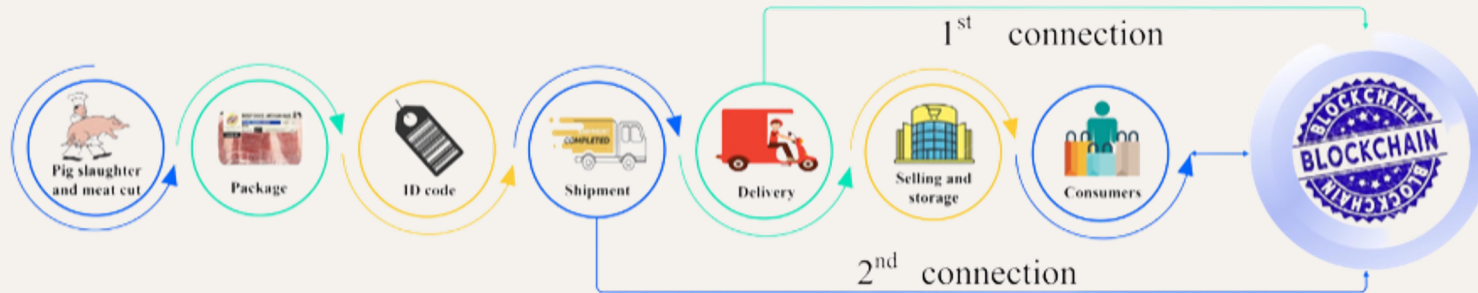 1st connection
Pig slaughter
and meat cut
Package
ID code
COMPLETED
Shipment
Delivery
Selling and
storage
Consumers
BLOCKCHAIN
BLOCKCHAIN
BLOCKCHAIN
2nd connection